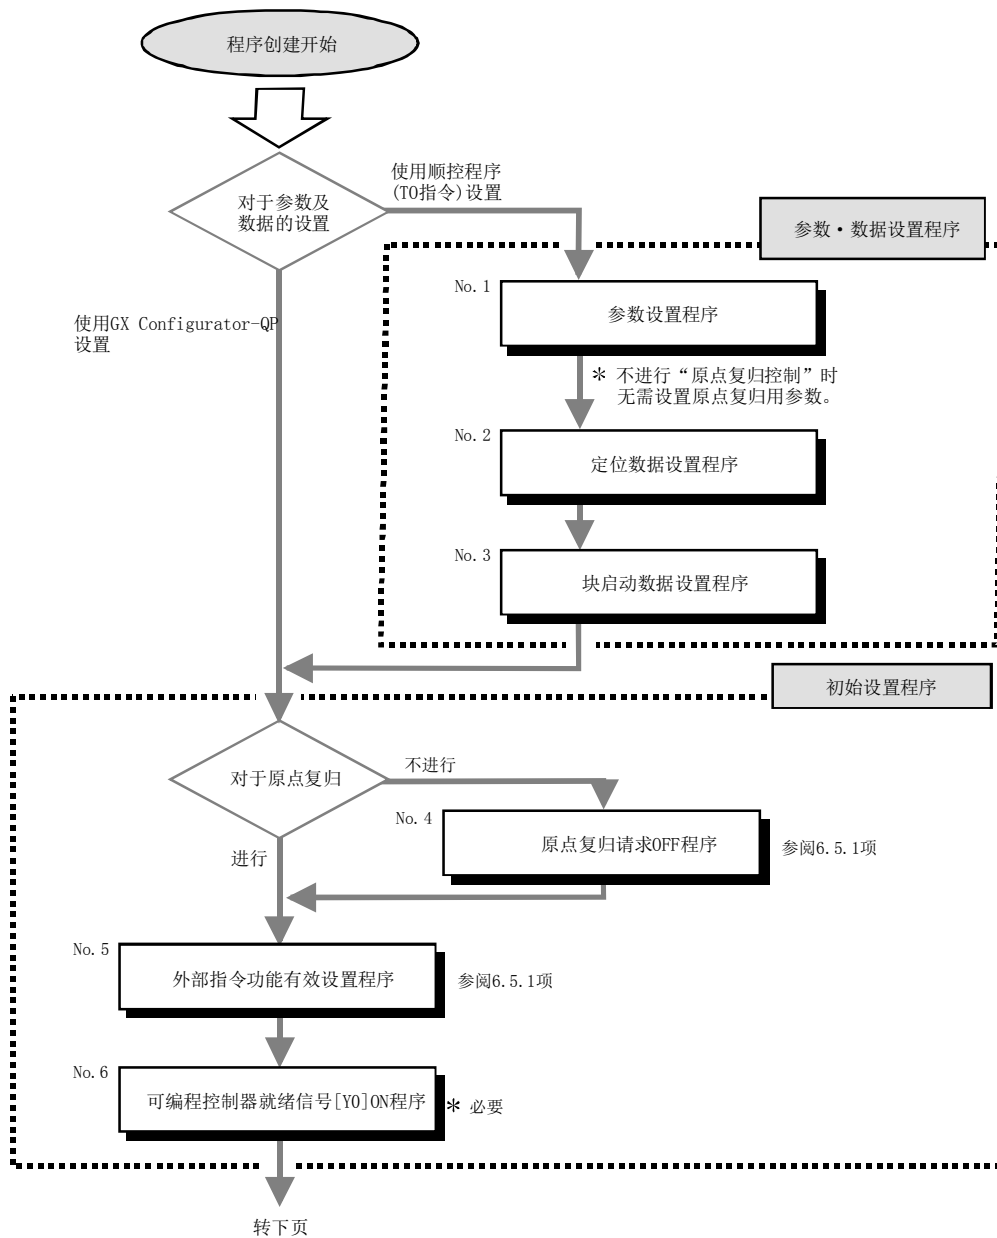 程序创建开始
对于参数及
数据的设置
使用顺控程序
(TO指令)设置
参数·数据设置程序
使用GX Configurator-QP
设置
No.1
参数设置程序
＊ 不进行“原点复归控制”时
无需设置原点复归用参数。
No.2
定位数据设置程序
No.3
块启动数据设置程序
初始设置程序
对于原点复归
不进行
No.4
原点复归请求OFF程序
参阅6.5.1项
进行
No.5
外部指令功能有效设置程序
参阅6.5.1项
No.6
可编程控制器就绪信号[Y0]ON程序
＊ 必要
转下页